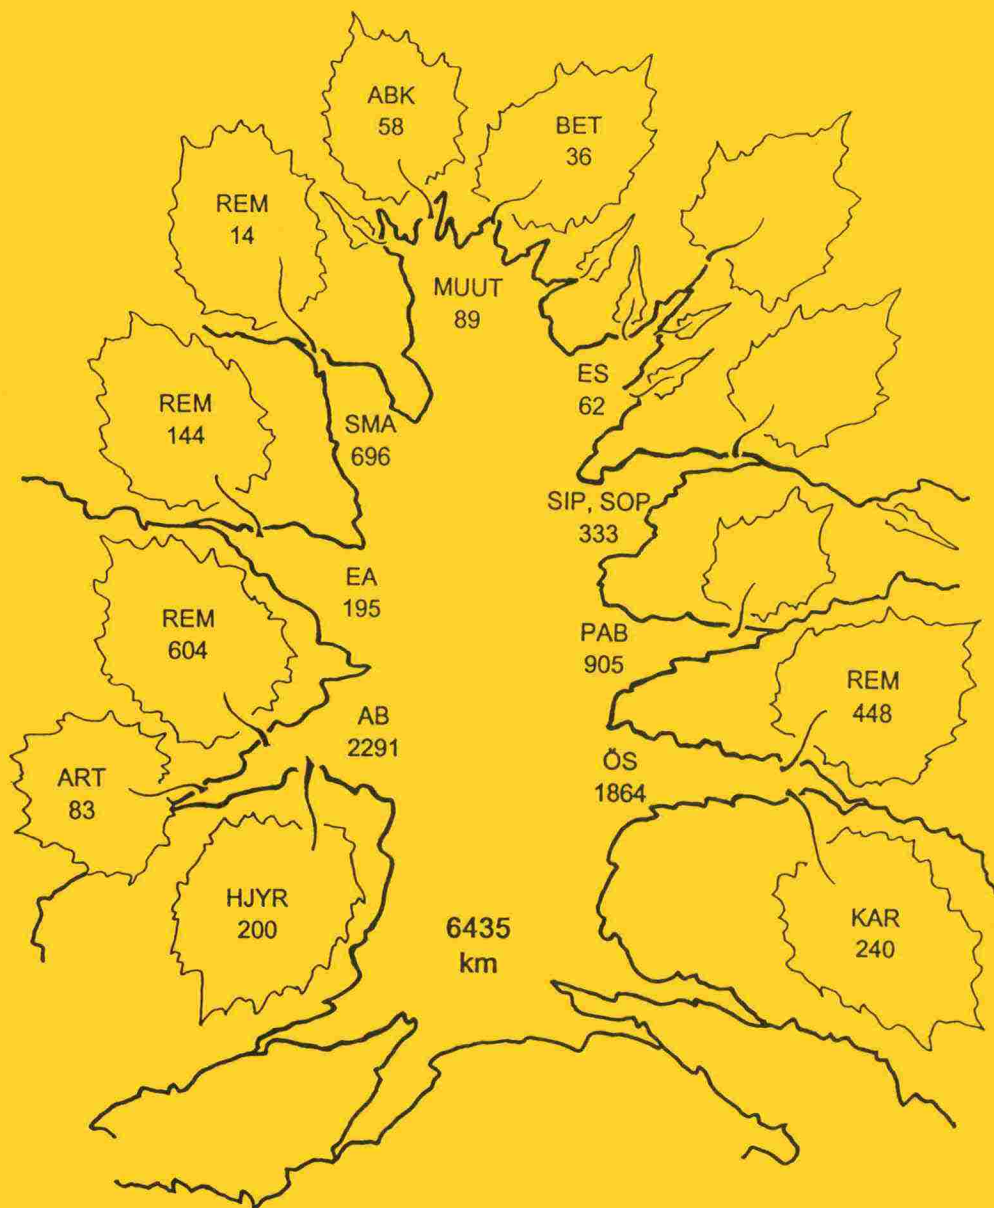 ABK
58
BET
36
REM
14
MUUT
89
ES
62
REM
144
SMA
696
SIP, SOP
333
EA
195
REM
604
PAB
905
REM
448
AB
2291
ÖS
1864
ART
83
HJYR
200
6435
km
KAR
240